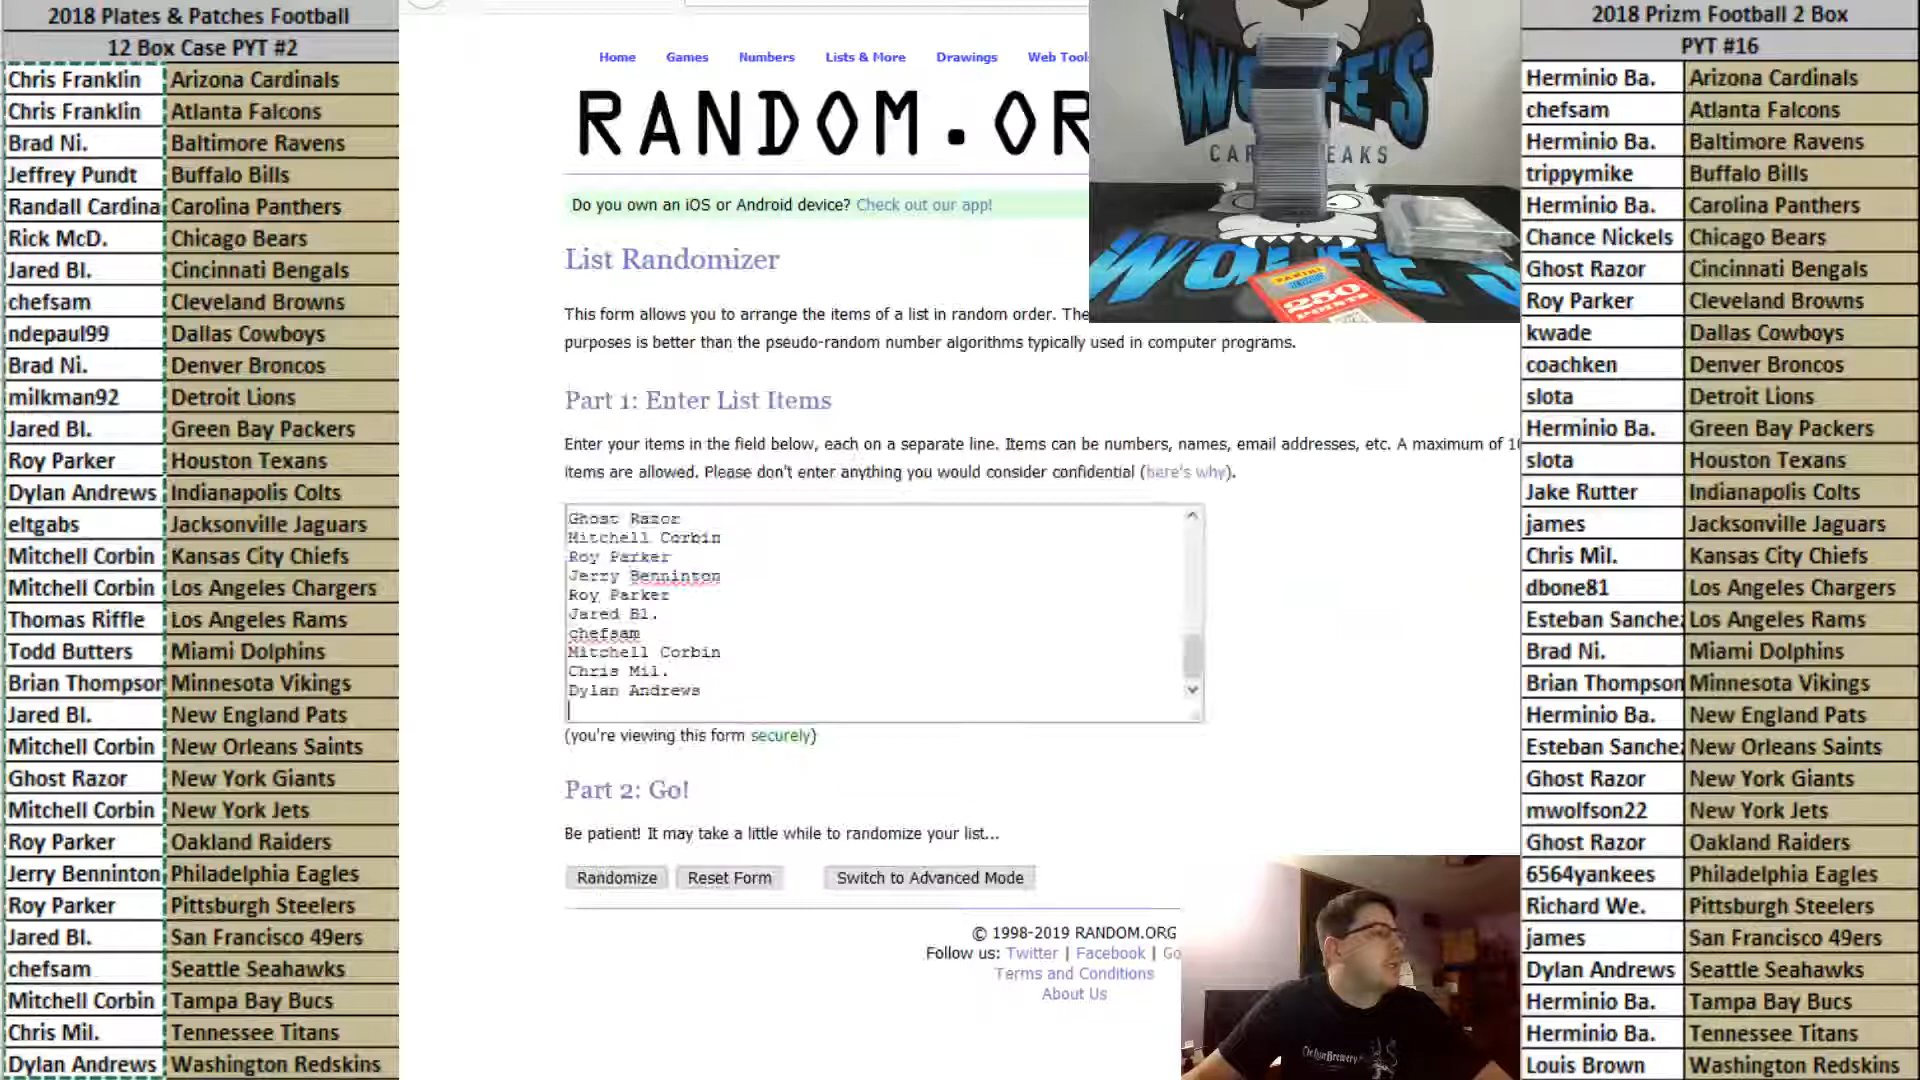 2018 Plates & Patches Football
12 Box Case PYT #2
Chris Franklin Arizona Cardinals
Chris Franklin Atlanta Falcons
Brad Ni. Baltimore Ravens
Jeffrey Pundt Buffalo Bills
Randall Cardina Carolina Panthers
Rick McD. Chicago Bears
Jared Bl. Cincinnati Bengals
chefsam Cleveland Browns
ndepaul99 Dallas Cowboys
Brad Ni. Denver Broncos
milkman92 Detroit Lions
Jared Bl. Green Bay Packers
Roy Parker Houston Texans
Dylan Andrews Indianapolis Colts
eltgabs Jacksonville Jaguars
Mitchell Corbin Kansas City Chiefs
Mitchell Corbin Los Angeles Chargers
Thomas Riffle Los Angeles Rams
Todd Butters Miami Dolphins
Brian Thompson Minnesota Vikings
Jared Bl. New England Pats
Mitchell Corbin New Orleans Saints
Ghost Razor New York Giants
Mitchell Corbin New York Jets
Roy Parker Oakland Raiders
Jerry Benninton Philadelphia Eagles
Roy Parker Pittsburgh Steelers
Jared Bl. San Francisco 49ers
chefsam Seattle Seahawks
Mitchell Corbin Tampa Bay Bucs
Chris Mil. Tennessee Titans
Dylan Andrews Washington Redskins
Home Games Numbers Lists & More Drawings Web Tools
RANDOM.OR
Do you own an iOS or Android device? Check out our app!
List Randomizer
This form allows you to arrange the items of a list in random order. The
purposes is better than the pseudo-random number algorithms typically used in computer programs.
Part 1: Enter List Items
Enter your items in the field below, each on a separate line. Items can be numbers, names, email addresses, etc. A maximum of 10
items are allowed. Please don't enter anything you would consider confidential (here's why).
Ghost Razor
Mitchell Corbin
Roy Parker
Jerry Benninton
Roy Parker
Jared Bl.
chefsam
Mitchell Corbin
Chris Mil.
Dylan Andrews
(you're viewing this form securely)
Part 2: Go!
Be patient! It may take a little while to randomize your list...
Randomize Reset Form Switch to Advanced Mode
© 1998-2019 RANDOM.ORG
Follow us: Twitter | Facebook | Go
Terms and Conditions
About Us
WOLFE'S
CAR EAKS
WOLFE'S
PANINI
250
POINTS
2018 Prizm Football 2 Box
PYT #16
Herminio Ba. Arizona Cardinals
chefsam Atlanta Falcons
Herminio Ba. Baltimore Ravens
trippymike Buffalo Bills
Herminio Ba. Carolina Panthers
Chance Nickels Chicago Bears
Ghost Razor Cincinnati Bengals
Roy Parker Cleveland Browns
kwade Dallas Cowboys
coachken Denver Broncos
slota Detroit Lions
Herminio Ba. Green Bay Packers
slota Houston Texans
Jake Rutter Indianapolis Colts
james Jacksonville Jaguars
Chris Mil. Kansas City Chiefs
dbone81 Los Angeles Chargers
Esteban Sanchez Los Angeles Rams
Brad Ni. Miami Dolphins
Brian Thompson Minnesota Vikings
Herminio Ba. New England Pats
Esteban Sanchez New Orleans Saints
Ghost Razor New York Giants
mwolfson22 New York Jets
Ghost Razor Oakland Raiders
6564yankees Philadelphia Eagles
Richard We. Pittsburgh Steelers
james San Francisco 49ers
Dylan Andrews Seattle Seahawks
Herminio Ba. Tampa Bay Bucs
Herminio Ba. Tennessee Titans
Louis Brown Washington Redskins